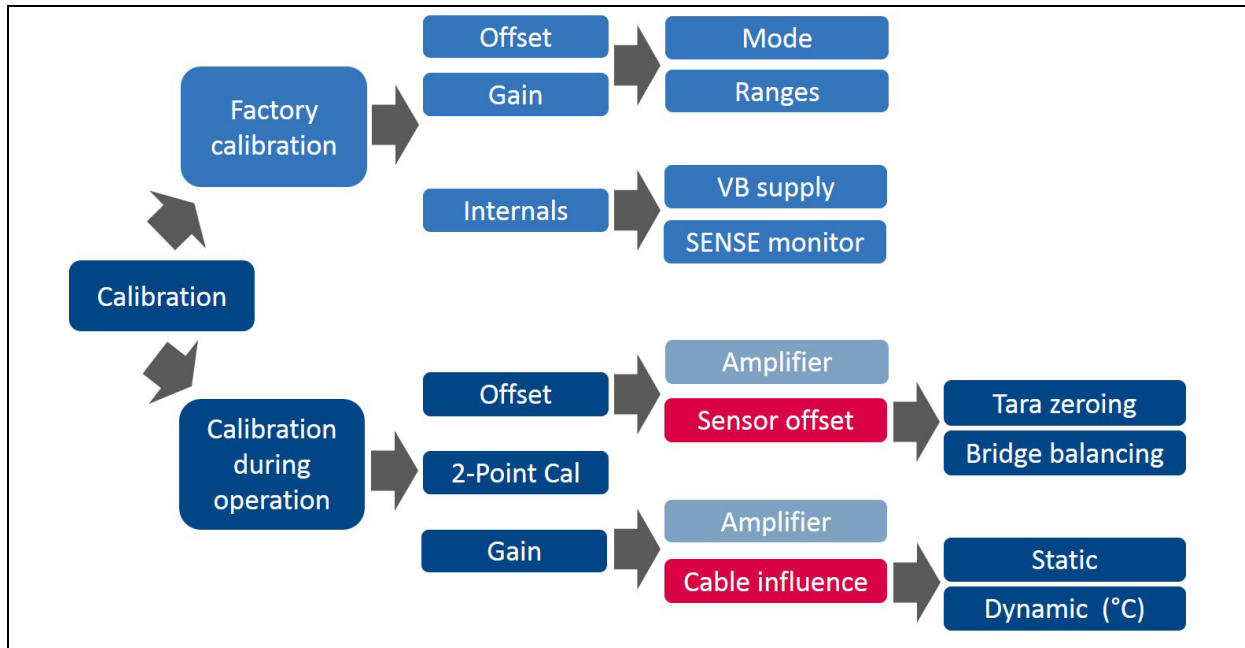 Offset
Mode
Gain
Ranges
Factory
calibration
Internals
VB supply
SENSE monitor
Calibration
Calibration
during
operation
Offset
2-Point Cal
Gain
Amplifier
Sensor offset
Tara zeroing
Bridge balancing
Amplifier
Cable influence
Static
Dynamic (°C)